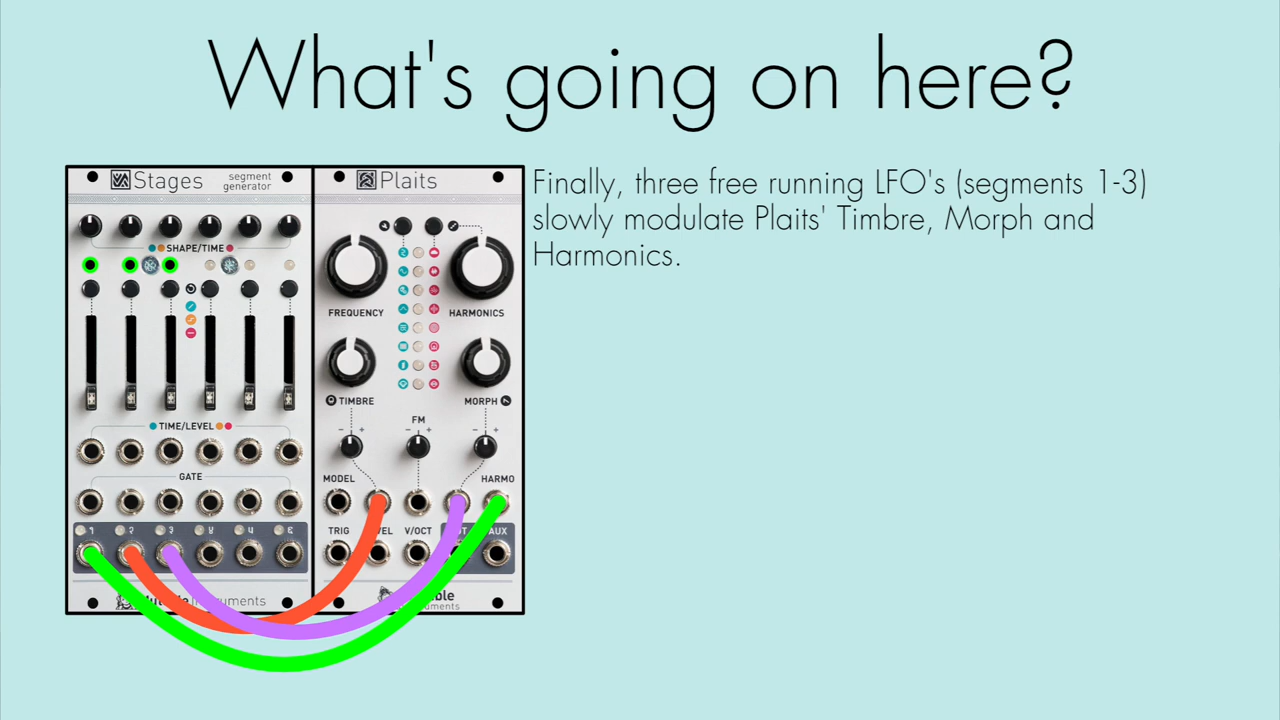 What's going on here?
Stages segment generator
Plaits
Finally, three free running LFO's (segments 1-3)
slowly modulate Plaits' Timbre, Morph and
Harmonics.
SHAPE/TIME
FREQUENCY HARMONICS
TIMBRE MORPH
FM
TIME/LEVEL
GATE
MODEL HARMO
TRIG V/OCT AUX